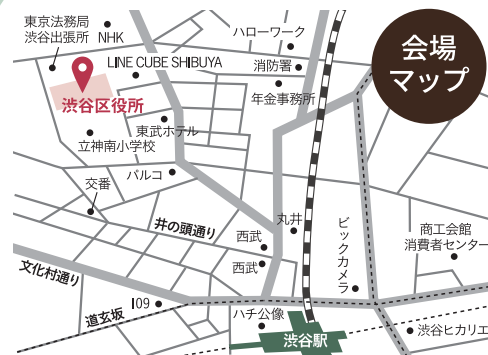 会場
マップ
東京法務局
渋谷出張所
NHK
ハローワーク
LINE CUBE SHIBUYA
消防署
年金事務所
渋谷区役所
東武ホテル
立神南小学校
パルコ
交番
井の頭通り
西武
西武
丸井
ビックカメラ
商工会館
消費者センター
文化村通り
道玄坂
109
ハチ公像
渋谷駅
渋谷ヒカリエ